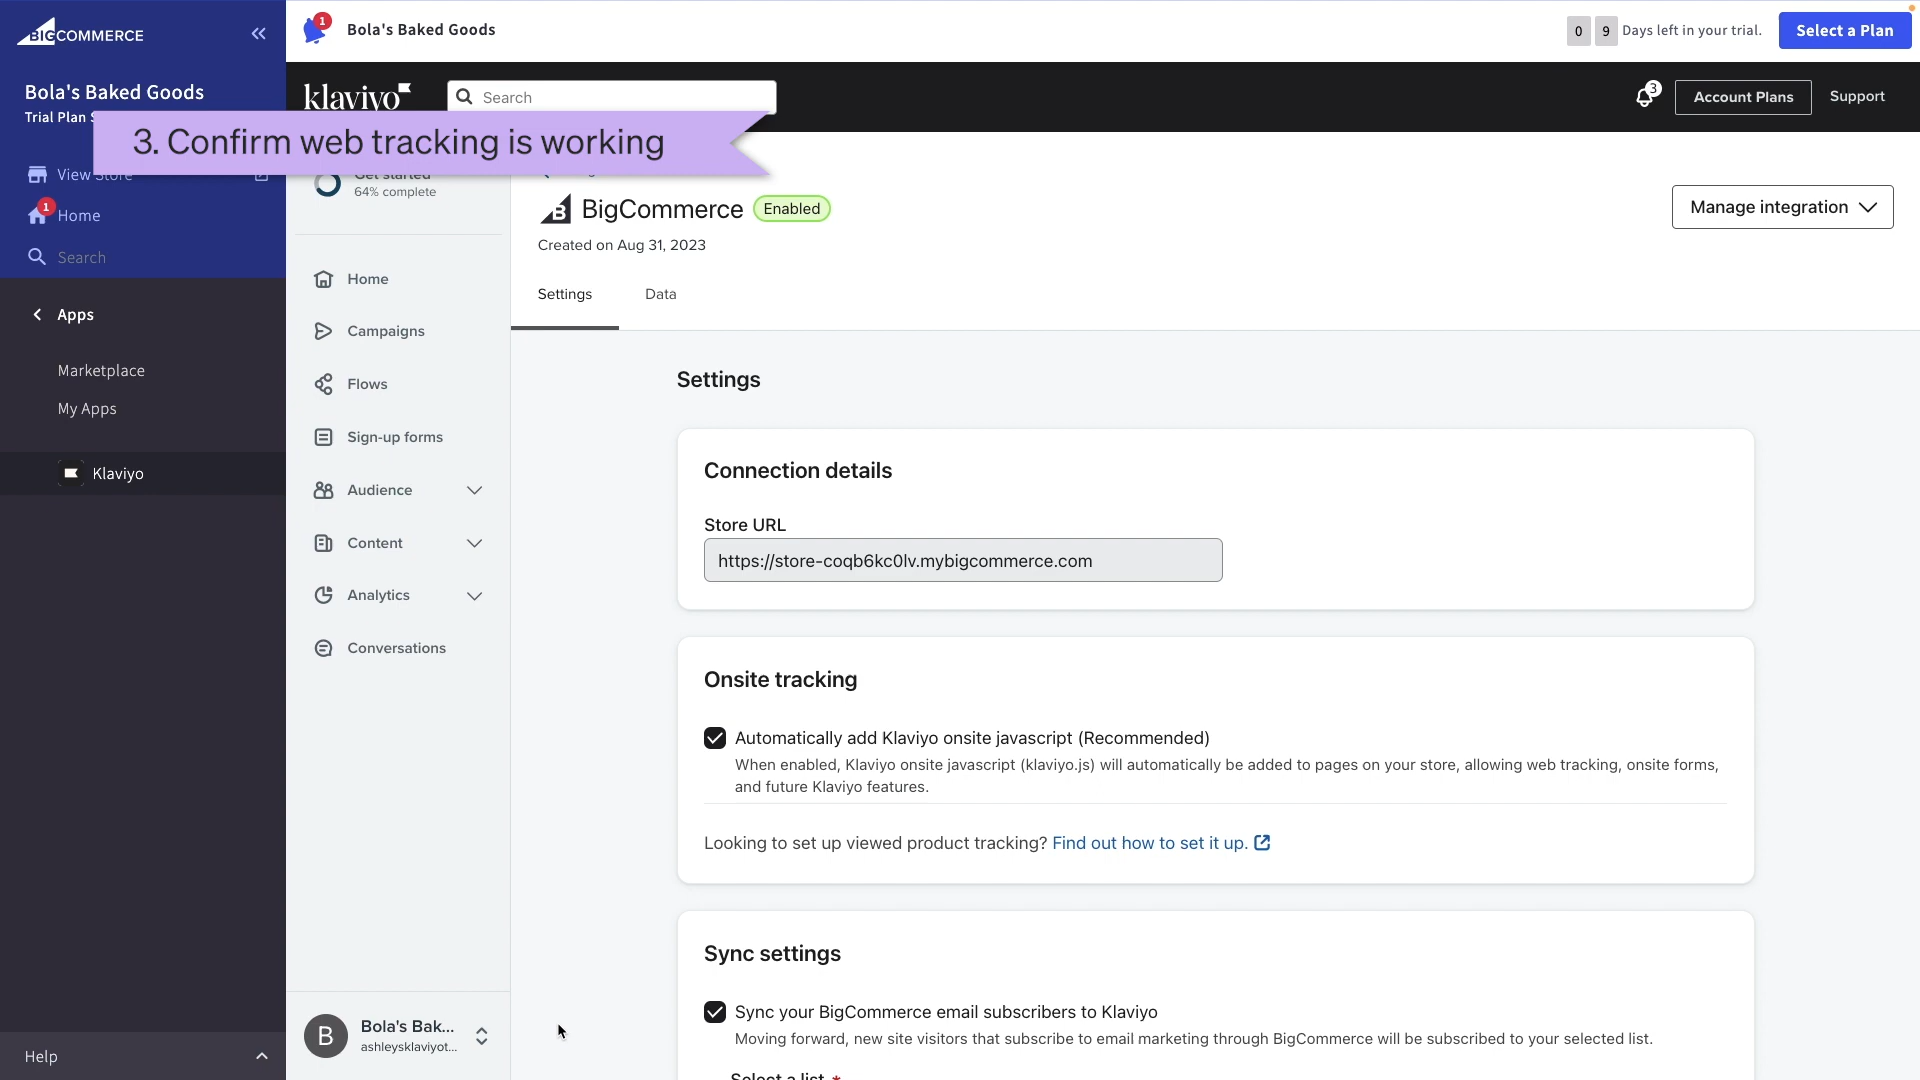 BIGCOMMERCE
1
Bola's Baked Goods
0 9 Days left in your trial.
Select a Plan
Bola's Baked Goods
Trial Plan
klaviyo
Search
3
Account Plans
Support
3. Confirm web tracking is working
View Store
1
Home
Search
Apps
Marketplace
My Apps
Klaviyo
Help
Get started
64% complete
Home
Campaigns
Flows
Sign-up forms
Audience
Content
Analytics
Conversations
B
Bola's Bak...
ashleysklaviyot...
B
BigCommerce
Enabled
Created on Aug 31, 2023
Manage integration
Settings
Data
Settings
Connection details
Store URL
https://store-coqb6kc0lv.mybigcommerce.com
Onsite tracking
Automatically add Klaviyo onsite javascript (Recommended)
When enabled, Klaviyo onsite javascript (klaviyo.js) will automatically be added to pages on your store, allowing web tracking, onsite forms,
and future Klaviyo features.
Looking to set up viewed product tracking? Find out how to set it up.
Sync settings
Sync your BigCommerce email subscribers to Klaviyo
Moving forward, new site visitors that subscribe to email marketing through BigCommerce will be subscribed to your selected list.
Select a list *